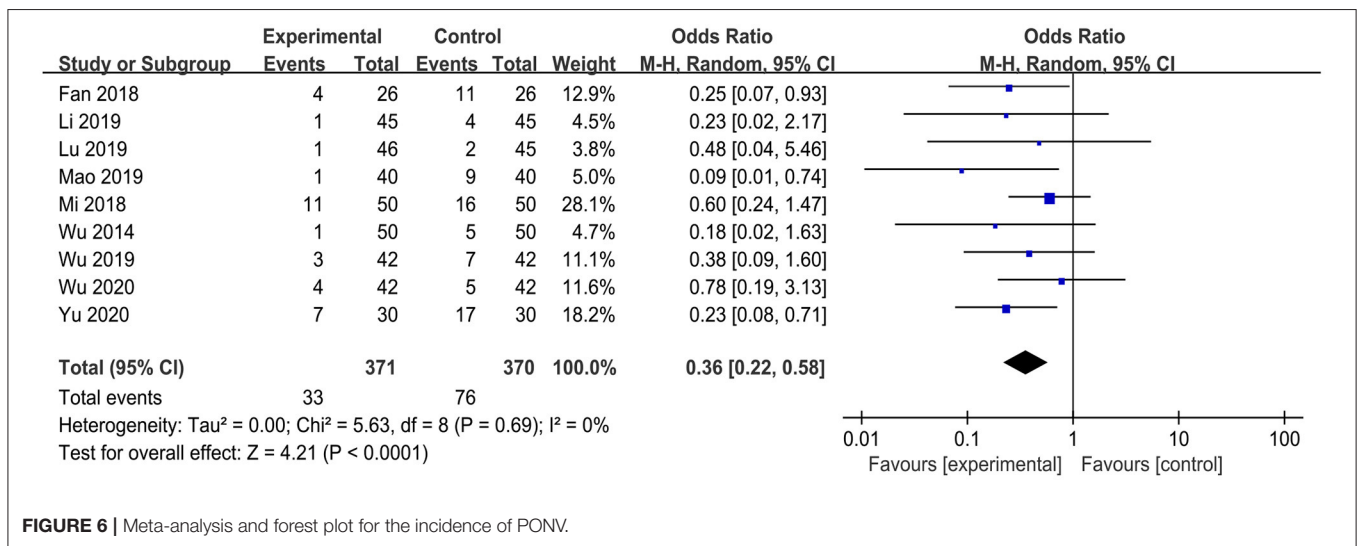 Experimental Control Odds Ratio Odds Ratio
Study or Subgroup Events Total Events Total Weight M-H, Random, 95% CI M-H, Random, 95% CI
Fan 2018 4 26 11 26 12.9% 0.25 [0.07, 0.93]
Li 2019 1 45 4 45 4.5% 0.23 [0.02, 2.17]
Lu 2019 1 46 2 45 3.8% 0.48 [0.04, 5.46]
Mao 2019 1 40 9 40 5.0% 0.09 [0.01, 0.74]
Mi 2018 11 50 16 50 28.1% 0.60 [0.24, 1.47]
Wu 2014 1 50 5 50 4.7% 0.18 [0.02, 1.63]
Wu 2019 3 42 7 42 11.1% 0.38 [0.09, 1.60]
Wu 2020 4 42 5 42 11.6% 0.78 [0.19, 3.13]
Yu 2020 7 30 17 30 18.2% 0.23 [0.08, 0.71]
Total (95% CI) 371 370 100.0% 0.36 [0.22, 0.58]
Total events 33 76
Heterogeneity: Tau² = 0.00; Chi² = 5.63, df = 8 (P = 0.69); I² = 0%
Test for overall effect: Z = 4.21 (P < 0.0001)
0.01 0.1 1 10 100
Favours [experimental] Favours [control]
FIGURE 6 | Meta-analysis and forest plot for the incidence of PONV.